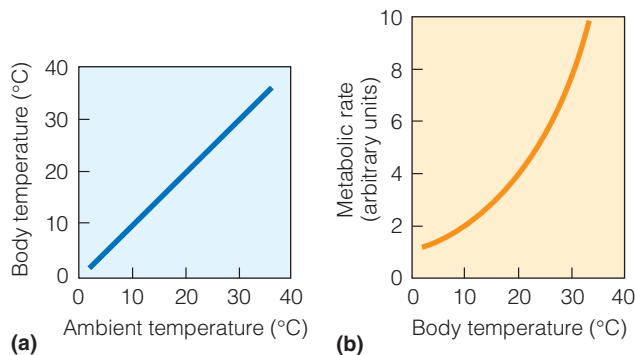 40
30
20
10
0
Body temperature (°C)
0 10 20 30 40
Ambient temperature (°C)
(a)
10
8
6
4
2
0
Metabolic rate
(arbitrary units)
0 10 20 30 40
Body temperature (°C)
(b)